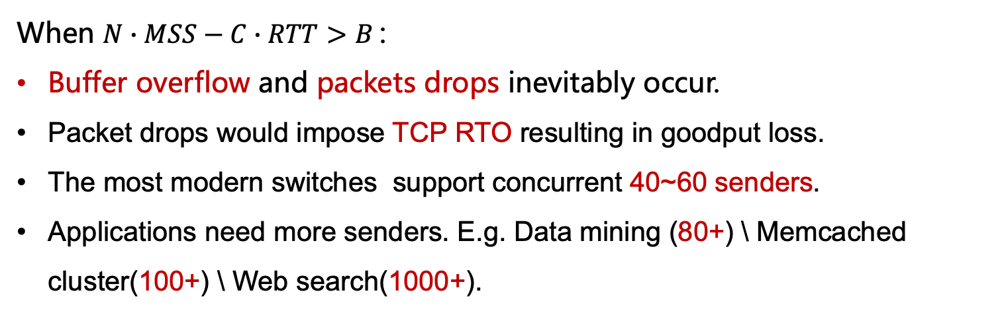 When N · MSS − C · RTT > B :
• Buffer overflow and packets drops inevitably occur.
• Packet drops would impose TCP RTO resulting in goodput loss.
• The most modern switches  support concurrent 40~60 senders.
• Applications need more senders. E.g. Data mining (80+) \ Memcached
cluster(100+) \ Web search(1000+).